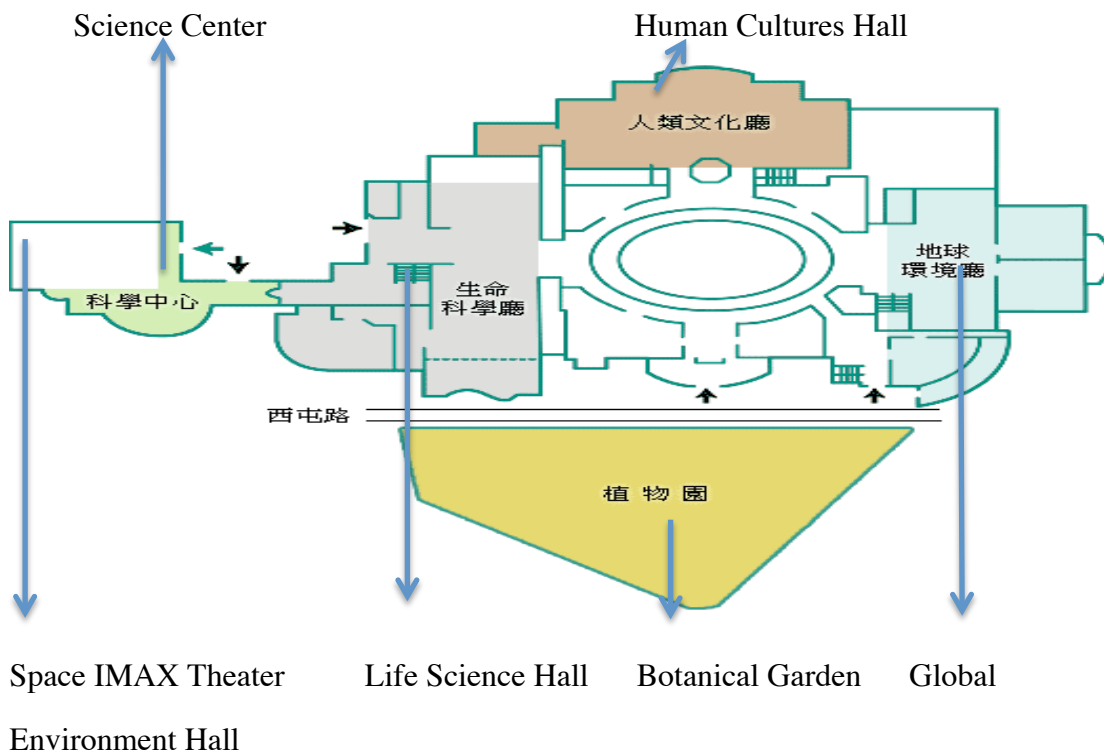 Science Center
Human Cultures Hall
人類文化廳
地球
環境廳
生命
科學廳
科學中心
西屯路
植物園
Space IMAX Theater Life Science Hall Botanical Garden Global
Environment Hall